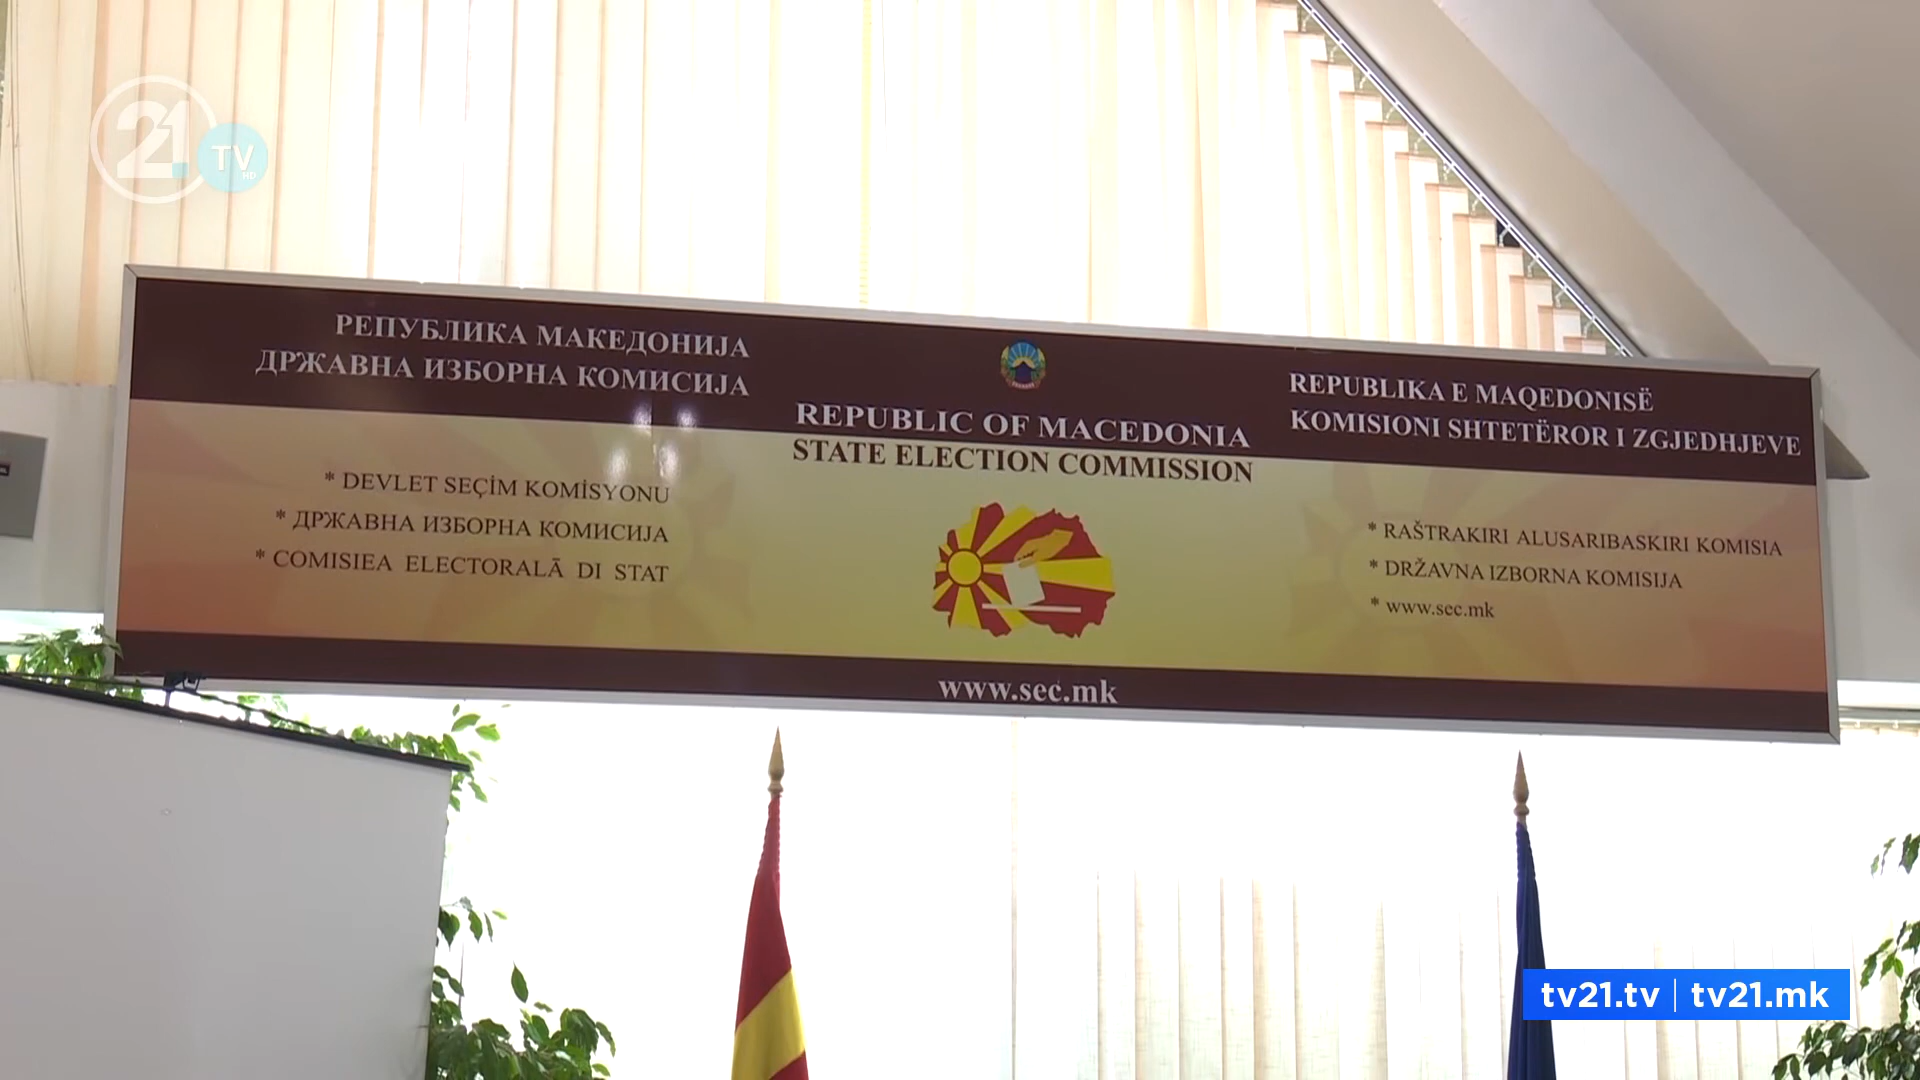 21 TV HD
РЕПУБЛИКА МАКЕДОНИЈА
ДРЖАВНА ИЗБОРНА КОМИСИЈА
REPUBLIC OF MACEDONIA
STATE ELECTION COMMISSION
REPUBLIKA E MAQEDONISË
KOMISIONI SHTETËROR I ZGJEDHJEVE
* DEVLET SEÇİM KOMİSYONU
* ДРЖАВНА ИЗБОРНА КОМИСИЈА
* COMISIEA ELECTORALĀ DI STAT
* RAŠTRAKIRI ALUSARIBASKIRI KOMISIA
* DRŽAVNA IZBORNA KOMISIJA
* www.sec.mk
www.sec.mk
tv21.tv | tv21.mk